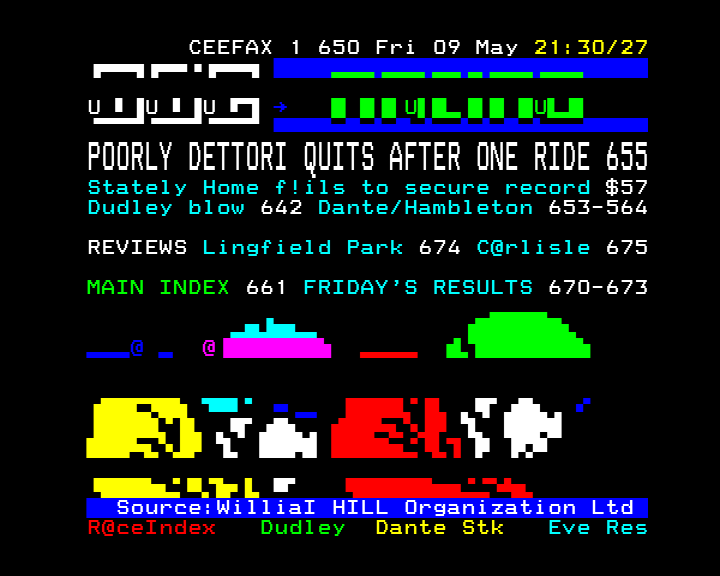 CEEFAX 1 650 Fri 09 May 21:30/27
POORLY DETTORI QUITS AFTER ONE RIDE 655
Stately Home f!ils to secure record $57
Dudley blow 642 Dante/Hambleton 653-564
REVIEWS Lingfield Park 674 C@rlisle 675
MAIN INDEX 661 FRIDAY'S RESULTS 670-673
@ @
Source:WilliaI HILL Organization Ltd
R@ceIndex Dudley Dante Stk Eve Res